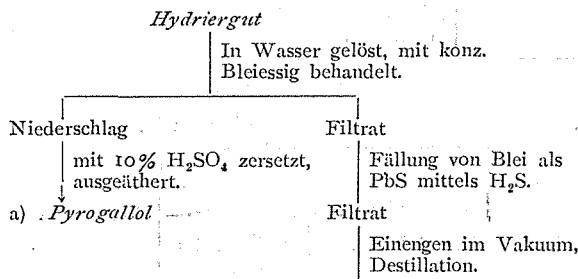 Hydriergut
In Wasser gelöst, mit konz.
Bleiessig behandelt.
Niederschlag
mit 10% H₂SO₄ zersetzt,
ausgeäthert.
a) Pyrogallol
Filtrat
Fällung von Blei als
PbS mittels H₂S.
Filtrat
Einengen im Vakuum,
Destillation.